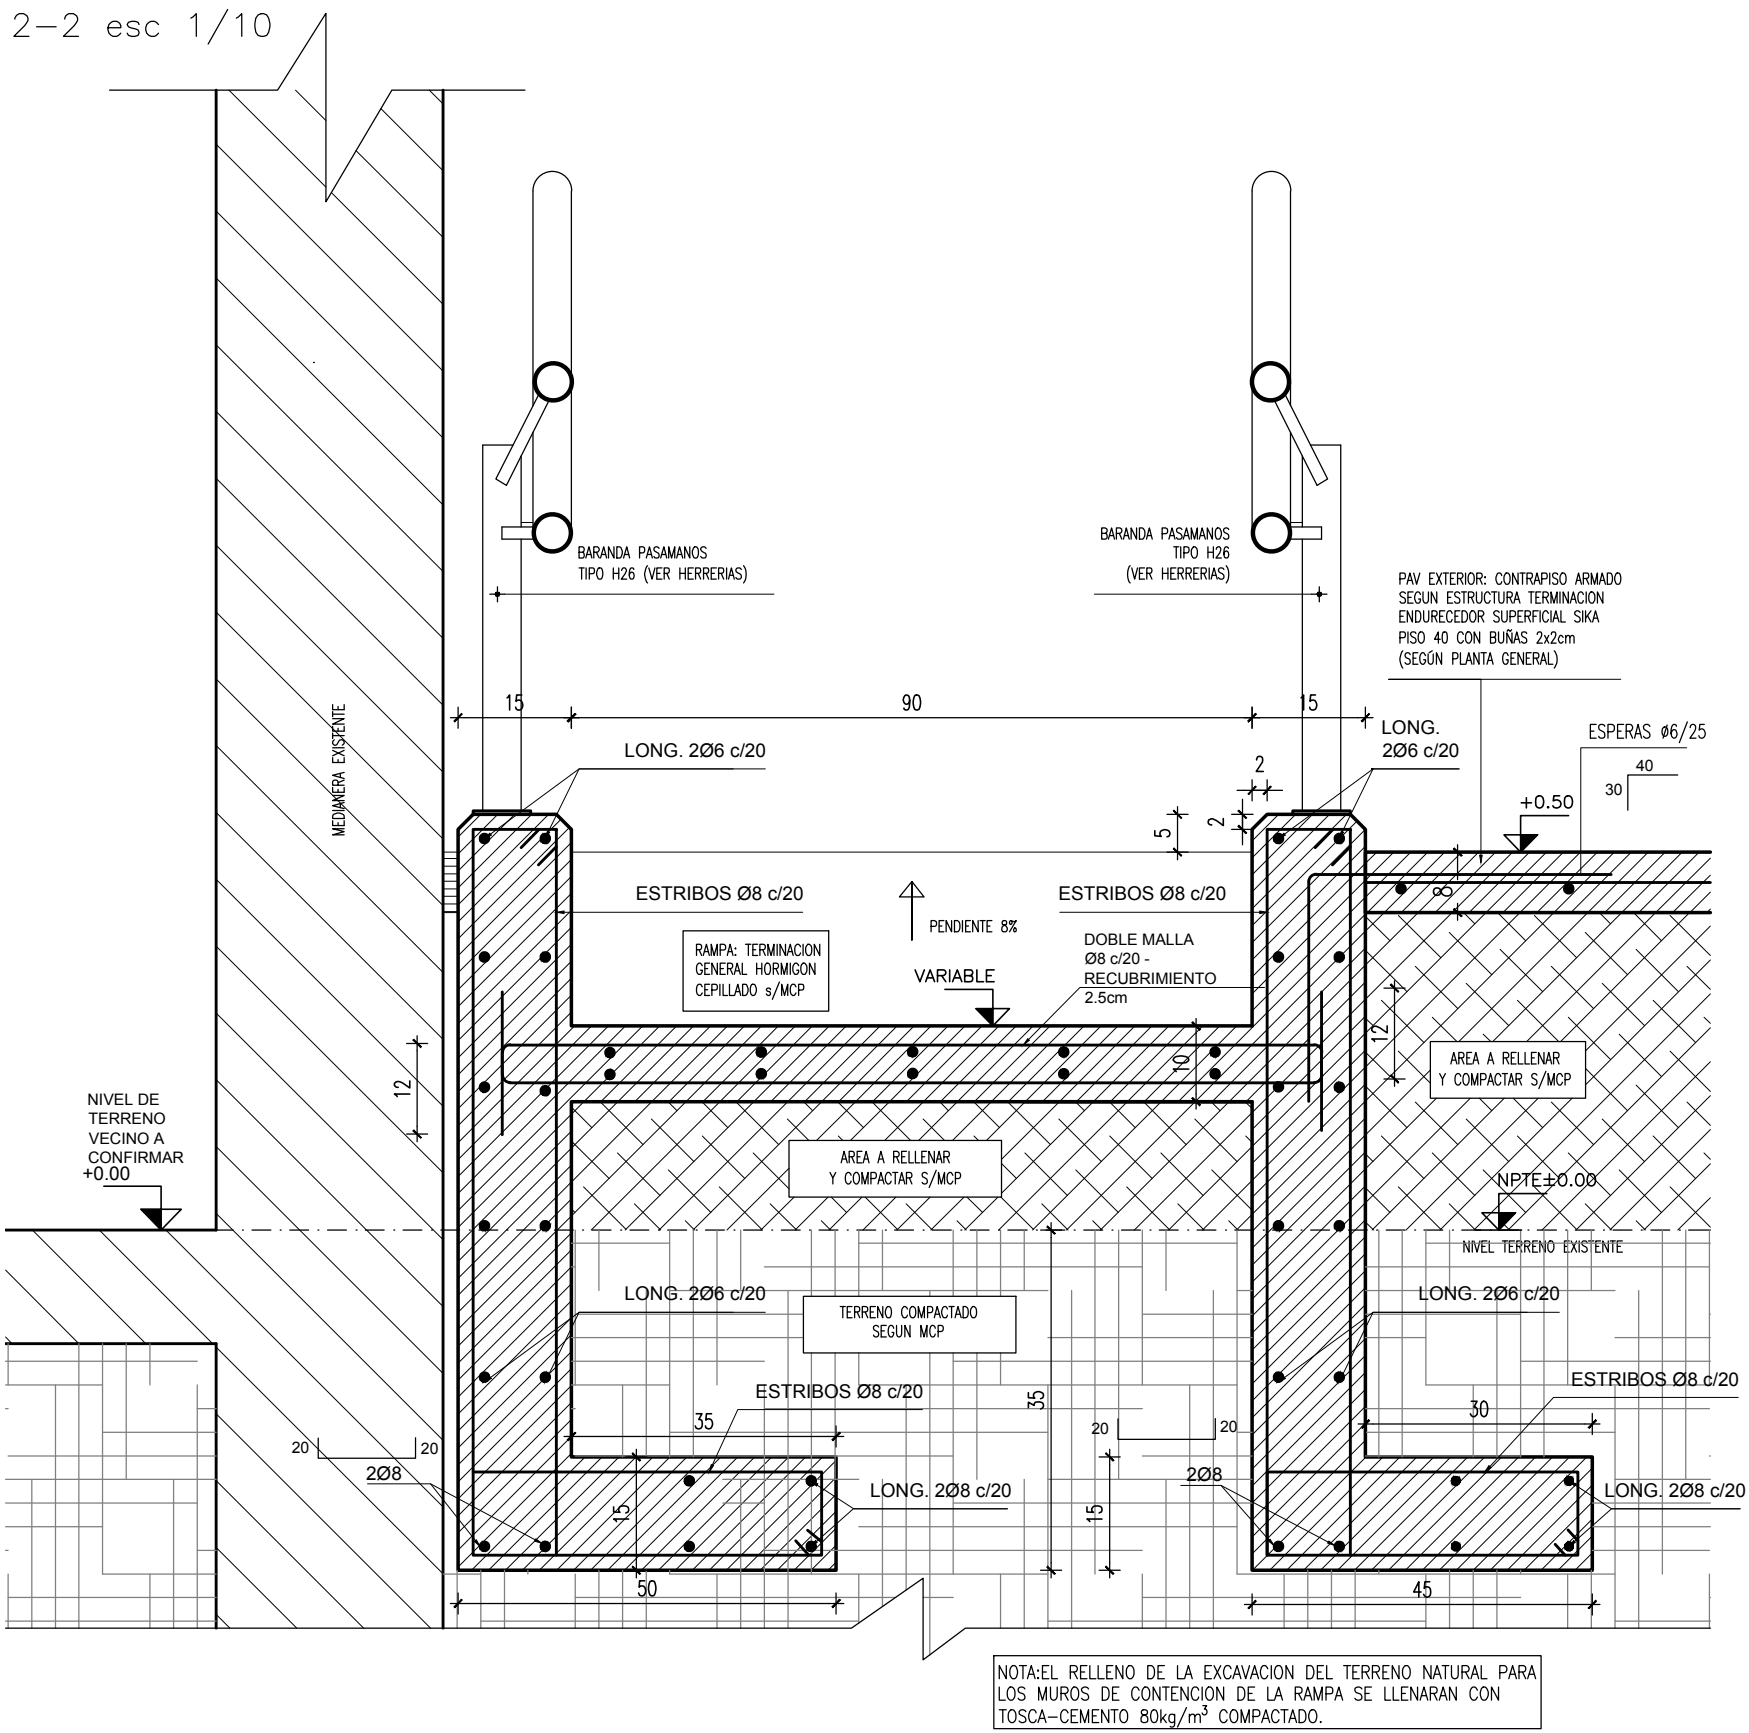 2-2 esc 1/10
BARANDA PASAMANOS
TIPO H26 (VER HERRERIAS)
BARANDA PASAMANOS
TIPO H26
(VER HERRERIAS)
PAV EXTERIOR: CONTRAPISO ARMADO
SEGUN ESTRUCTURA TERMINACION
ENDURECEDOR SUPERFICIAL SIKA
PISO 40 CON BUÑAS 2x2cm
(SEGÚN PLANTA GENERAL)
15
90
15
MEDIANERA EXISTENTE
LONG. 2Ø6 c/20
LONG.
2Ø6 c/20
ESPERAS ø6/25
40
30
2
2
5
+0.50
8
ESTRIBOS Ø8 c/20
ESTRIBOS Ø8 c/20
PENDIENTE 8%
RAMPA: TERMINACION
GENERAL HORMIGON
CEPILLADO s/MCP
VARIABLE
DOBLE MALLA
Ø8 c/20 -
RECUBRIMIENTO
2.5cm
12
10
12
AREA A RELLENAR
Y COMPACTAR S/MCP
NIVEL DE
TERRENO
VECINO A
CONFIRMAR
+0.00
AREA A RELLENAR
Y COMPACTAR S/MCP
NPTE±0.00
NIVEL TERRENO EXISTENTE
LONG. 2Ø6 c/20
TERRENO COMPACTADO
SEGUN MCP
LONG. 2Ø6 c/20
35
ESTRIBOS Ø8 c/20
ESTRIBOS Ø8 c/20
35
30
20
20
20
20
2Ø8
2Ø8
LONG. 2Ø8 c/20
LONG. 2Ø8 c/20
15
15
50
45
NOTA:EL RELLENO DE LA EXCAVACION DEL TERRENO NATURAL PARA
LOS MUROS DE CONTENCION DE LA RAMPA SE LLENARAN CON
TOSCA-CEMENTO 80kg/m³ COMPACTADO.